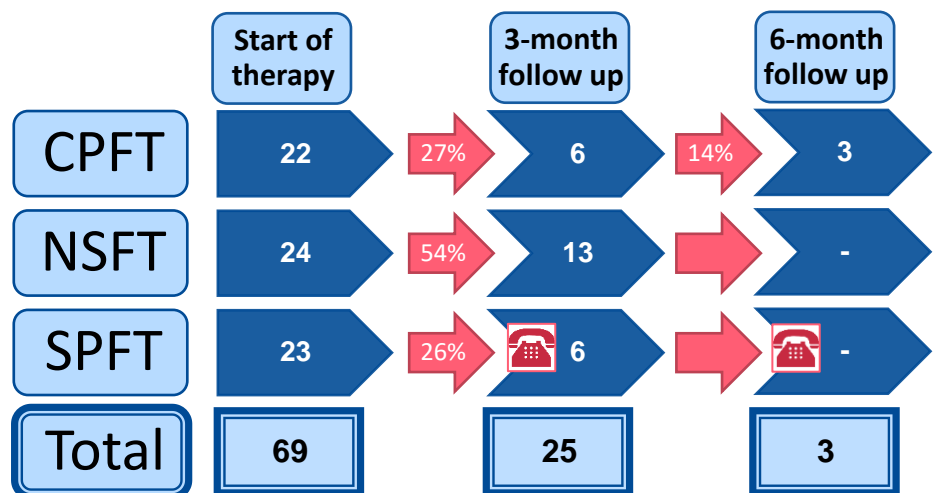 Start of
therapy
3-month
follow up
6-month
follow up
CPFT
22
27%
6
14%
3
NSFT
24
54%
13
-
SPFT
23
26%
6
-
Total
69
25
3